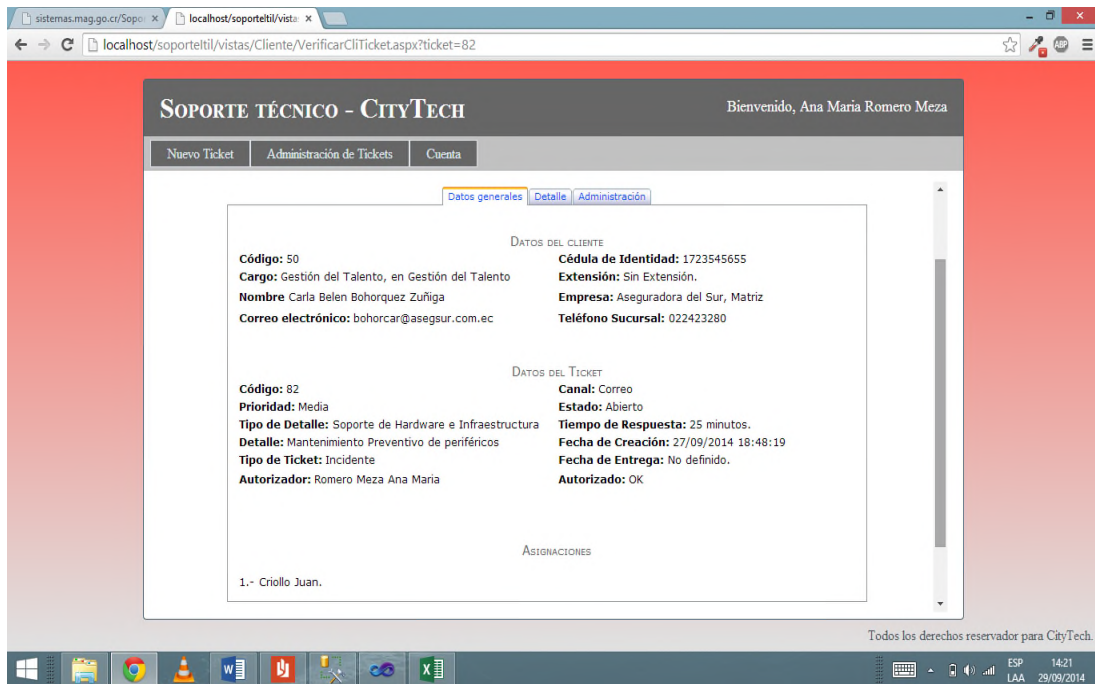 sistemas.mag.go.cr/Sopor
localhost/soporteltil/vista
localhost/soporteltil/vistas/Cliente/VerificarCliTicket.aspx?ticket=82
ABP
SOPORTE TÉCNICO - CITYTECH
Bienvenido, Ana Maria Romero Meza
Nuevo Ticket Administración de Tickets Cuenta
Datos generales Detalle Administración
DATOS DEL CLIENTE
Código: 50 Cédula de Identidad: 1723545655
Cargo: Gestión del Talento, en Gestión del Talento Extensión: Sin Extensión.
Nombre Carla Belen Bohorquez Zuñiga Empresa: Aseguradora del Sur, Matriz
Correo electrónico: bohorcar@asegsur.com.ec Teléfono Sucursal: 022423280
DATOS DEL TICKET
Código: 82 Canal: Correo
Prioridad: Media Estado: Abierto
Tipo de Detalle: Soporte de Hardware e Infraestructura Tiempo de Respuesta: 25 minutos.
Detalle: Mantenimiento Preventivo de periféricos Fecha de Creación: 27/09/2014 18:48:19
Tipo de Ticket: Incidente Fecha de Entrega: No definido.
Autorizador: Romero Meza Ana Maria Autorizado: OK
ASIGNACIONES
1.- Criollo Juan.
Todos los derechos reservador para CityTech.
ESP 14:21
LAA 29/09/2014